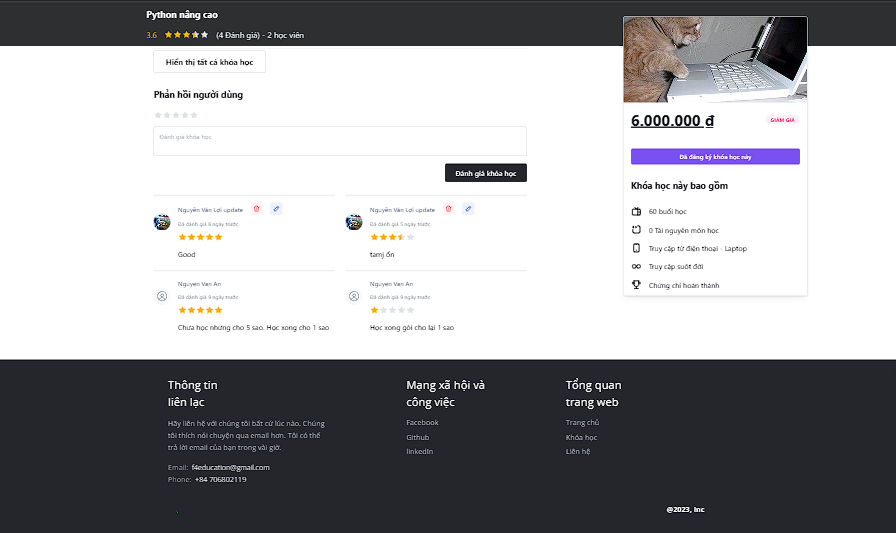 Python nâng cao
3.6 (4 Đánh giá) - 2 học viên
Hiển thị tất cả khóa học
Phản hồi người dùng
Đánh giá khóa học
Đánh giá khóa học
Nguyễn Văn Lợi update
Đã đánh giá 8 ngày trước
Good
Nguyễn Văn Lợi update
Đã đánh giá 5 ngày trước
tamj ổn
Nguyen Van An
Đã đánh giá 9 ngày trước
Chưa học nhưng cho 5 sao. Học xong cho 1 sao
Nguyen Van An
Đã đánh giá 9 ngày trước
Học xong gòi cho lại 1 sao
6.000.000 ₫
GIẢM GIÁ
Đã đăng ký khóa học này
Khóa học này bao gồm
60 buổi học
0 Tài nguyên môn học
Truy cập từ điện thoại - Laptop
Truy cập suốt đời
Chứng chỉ hoàn thành
Thông tin
liên lạc
Hãy liên hệ với chúng tôi bất cứ lúc nào. Chúng
tôi thích nói chuyện qua email hơn. Tôi có thể
trả lời email của bạn trong vài giờ.
Email: f4education@gmail.com
Phone: +84 706802119
Mạng xã hội và
công việc
Facebook
Github
linkedin
Tổng quan
trang web
Trang chủ
Khóa học
Liên hệ
@2023, Inc